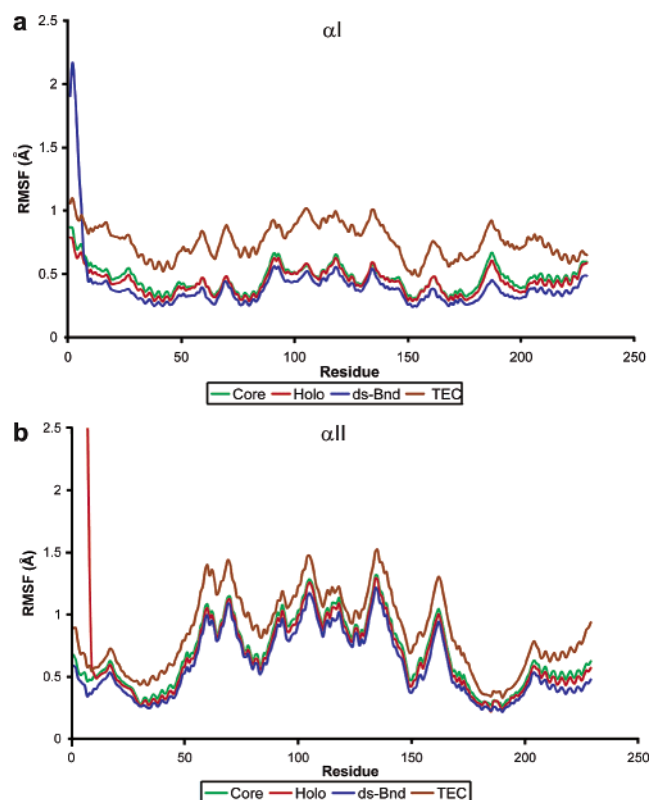 a
αI
2.5
2
1.5
1
0.5
0
RMSF (Å)
0 50 100 150 200 250
Residue
Core Holo ds-Bnd TEC
b
αII
2.5
2
1.5
1
0.5
0
RMSF (Å)
0 50 100 150 200 250
Residue
Core Holo ds-Bnd TEC